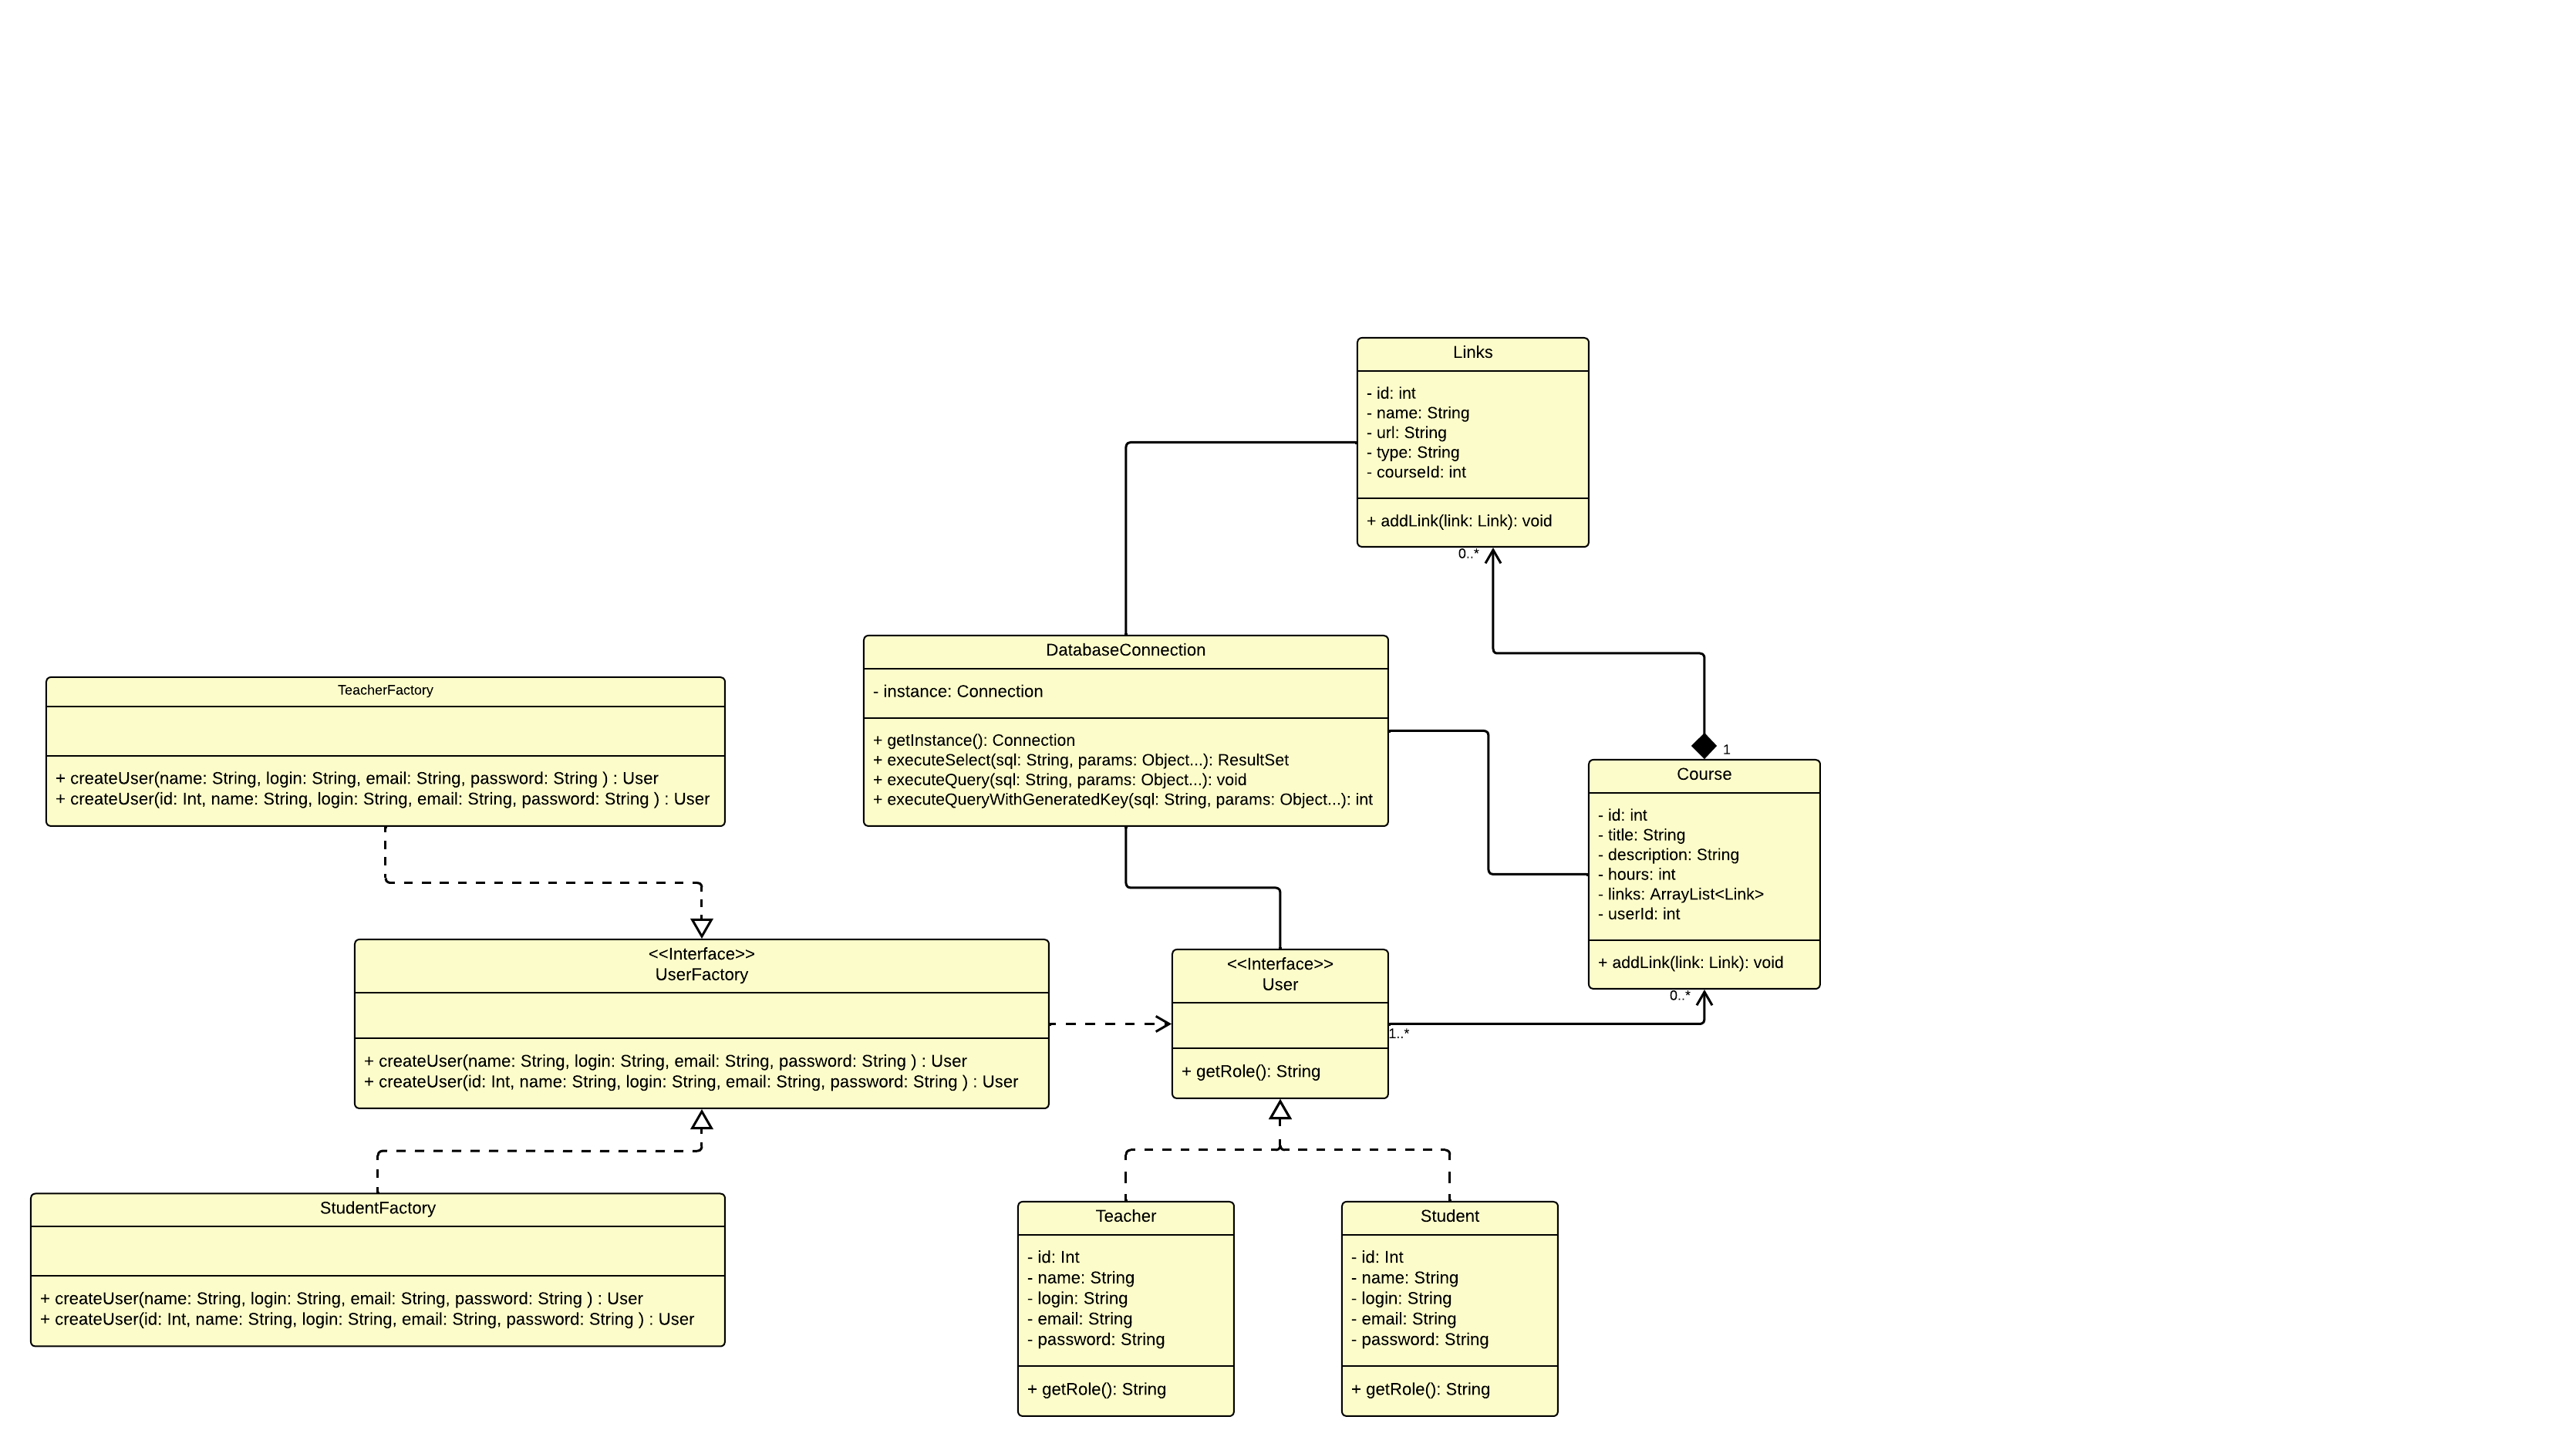 Links
- id: int
- name: String
- url: String
- type: String
- courseId: int
+ addLink(link: Link): void
0..*
DatabaseConnection
- instance: Connection
+ getInstance(): Connection
+ executeSelect(sql: String, params: Object...): ResultSet
+ executeQuery(sql: String, params: Object...): void
+ executeQueryWithGeneratedKey(sql: String, params: Object...): int
TeacherFactory
+ createUser(name: String, login: String, email: String, password: String ) : User
+ createUser(id: Int, name: String, login: String, email: String, password: String ) : User
1
Course
- id: int
- title: String
- description: String
- hours: int
- links: ArrayList<Link>
- userId: int
+ addLink(link: Link): void
0..*
<<Interface>>
UserFactory
+ createUser(name: String, login: String, email: String, password: String ) : User
+ createUser(id: Int, name: String, login: String, email: String, password: String ) : User
<<Interface>>
User
+ getRole(): String
1..*
StudentFactory
+ createUser(name: String, login: String, email: String, password: String ) : User
+ createUser(id: Int, name: String, login: String, email: String, password: String ) : User
Teacher
- id: Int
- name: String
- login: String
- email: String
- password: String
+ getRole(): String
Student
- id: Int
- name: String
- login: String
- email: String
- password: String
+ getRole(): String